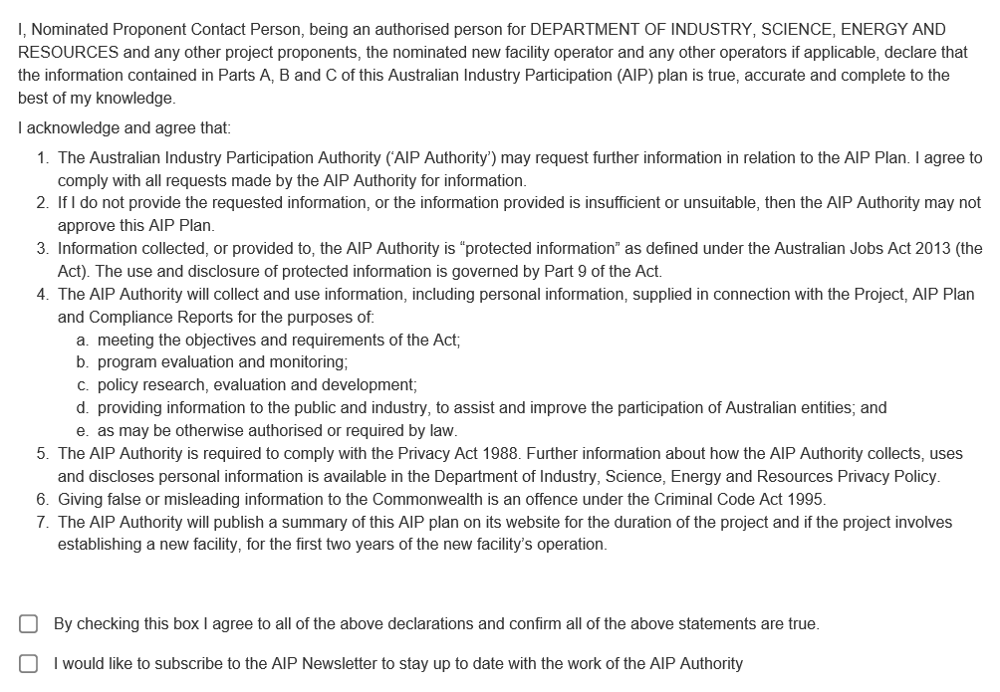 I, Nominated Proponent Contact Person, being an authorised person for DEPARTMENT OF INDUSTRY, SCIENCE, ENERGY AND
RESOURCES and any other project proponents, the nominated new facility operator and any other operators if applicable, declare that
the information contained in Parts A, B and C of this Australian Industry Participation (AIP) plan is true, accurate and complete to the
best of my knowledge.
I acknowledge and agree that:
1. The Australian Industry Participation Authority (‘AIP Authority’) may request further information in relation to the AIP Plan. I agree to
comply with all requests made by the AIP Authority for information.
2. If I do not provide the requested information, or the information provided is insufficient or unsuitable, then the AIP Authority may not
approve this AIP Plan.
3. Information collected, or provided to, the AIP Authority is “protected information” as defined under the Australian Jobs Act 2013 (the
Act). The use and disclosure of protected information is governed by Part 9 of the Act.
4. The AIP Authority will collect and use information, including personal information, supplied in connection with the Project, AIP Plan
and Compliance Reports for the purposes of:
a. meeting the objectives and requirements of the Act;
b. program evaluation and monitoring;
c. policy research, evaluation and development;
d. providing information to the public and industry, to assist and improve the participation of Australian entities; and
e. as may be otherwise authorised or required by law.
5. The AIP Authority is required to comply with the Privacy Act 1988. Further information about how the AIP Authority collects, uses
and discloses personal information is available in the Department of Industry, Science, Energy and Resources Privacy Policy.
6. Giving false or misleading information to the Commonwealth is an offence under the Criminal Code Act 1995.
7. The AIP Authority will publish a summary of this AIP plan on its website for the duration of the project and if the project involves
establishing a new facility, for the first two years of the new facility’s operation.
By checking this box I agree to all of the above declarations and confirm all of the above statements are true.
I would like to subscribe to the AIP Newsletter to stay up to date with the work of the AIP Authority